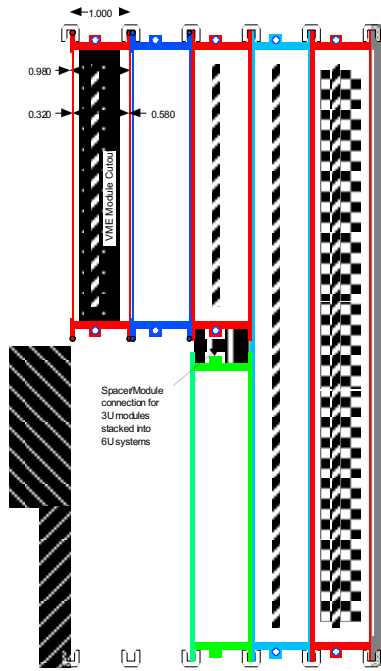 1.000
0.980
0.320
0.580
VME Module Cutout
Spacer/Module
connection for
3U modules
stacked into
6U systems